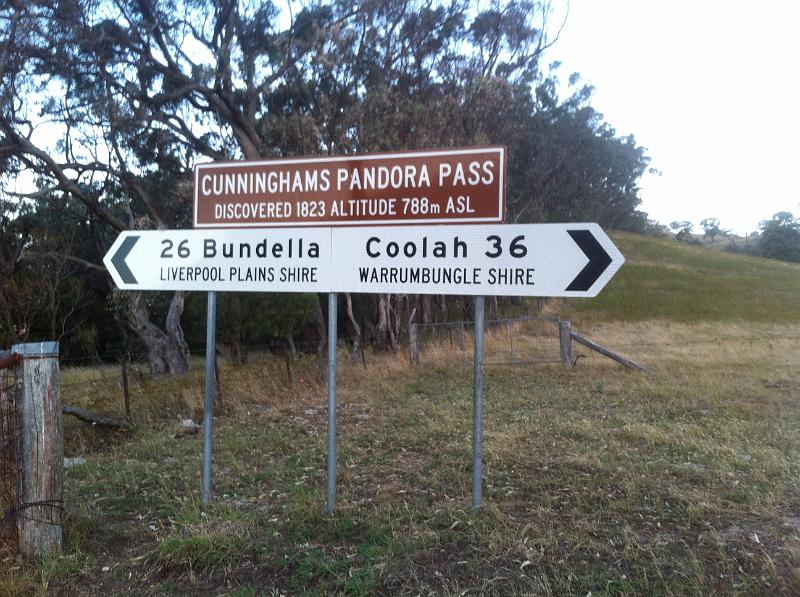 CUNNINGHAMS PANDORA PASS
DISCOVERED 1823 ALTITUDE 788m ASL
26 Bundella
LIVERPOOL PLAINS SHIRE
Coolah 36
WARRUMBUNGLE SHIRE